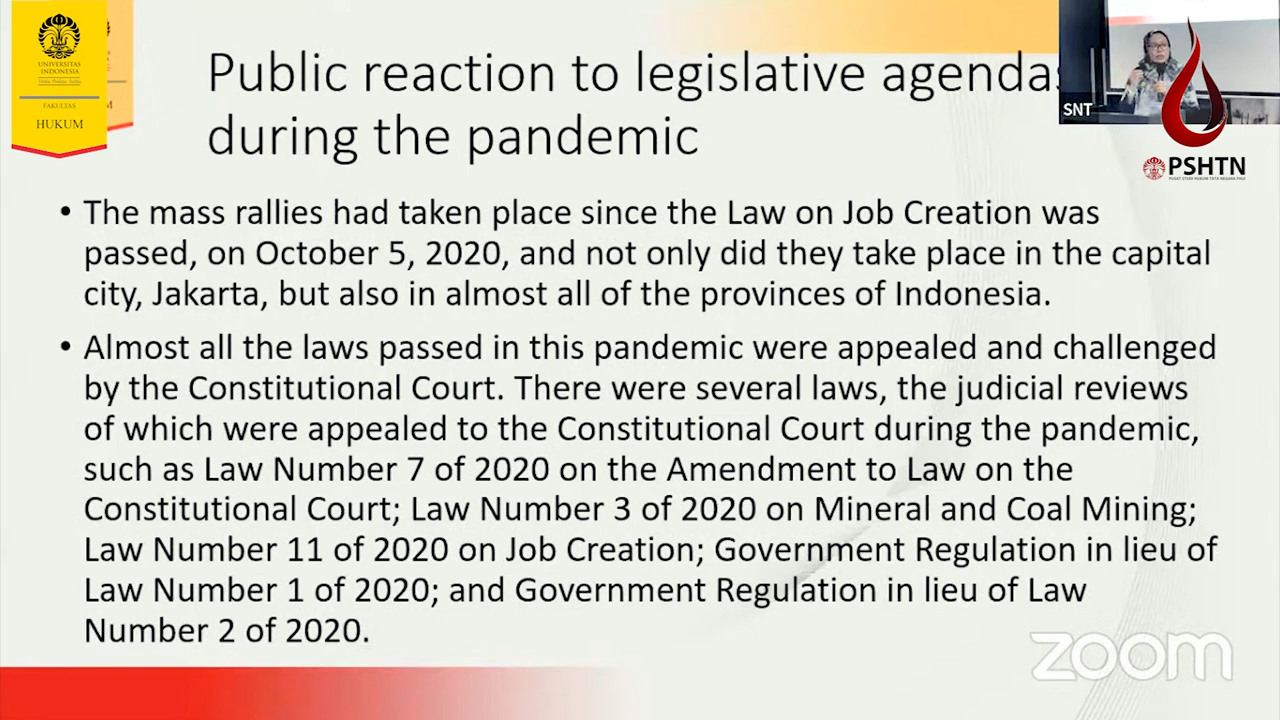 UNIVERSITAS
INDONESIA
FAKULTAS
HUKUM
Public reaction to legislative agendas
during the pandemic
SNT
PSHTN
PUSAT STUDI HUKUM TATA NEGARA FHUI
• The mass rallies had taken place since the Law on Job Creation was
passed, on October 5, 2020, and not only did they take place in the capital
city, Jakarta, but also in almost all of the provinces of Indonesia.
• Almost all the laws passed in this pandemic were appealed and challenged
by the Constitutional Court. There were several laws, the judicial reviews
of which were appealed to the Constitutional Court during the pandemic,
such as Law Number 7 of 2020 on the Amendment to Law on the
Constitutional Court; Law Number 3 of 2020 on Mineral and Coal Mining;
Law Number 11 of 2020 on Job Creation; Government Regulation in lieu of
Law Number 1 of 2020; and Government Regulation in lieu of Law
Number 2 of 2020.
zoom